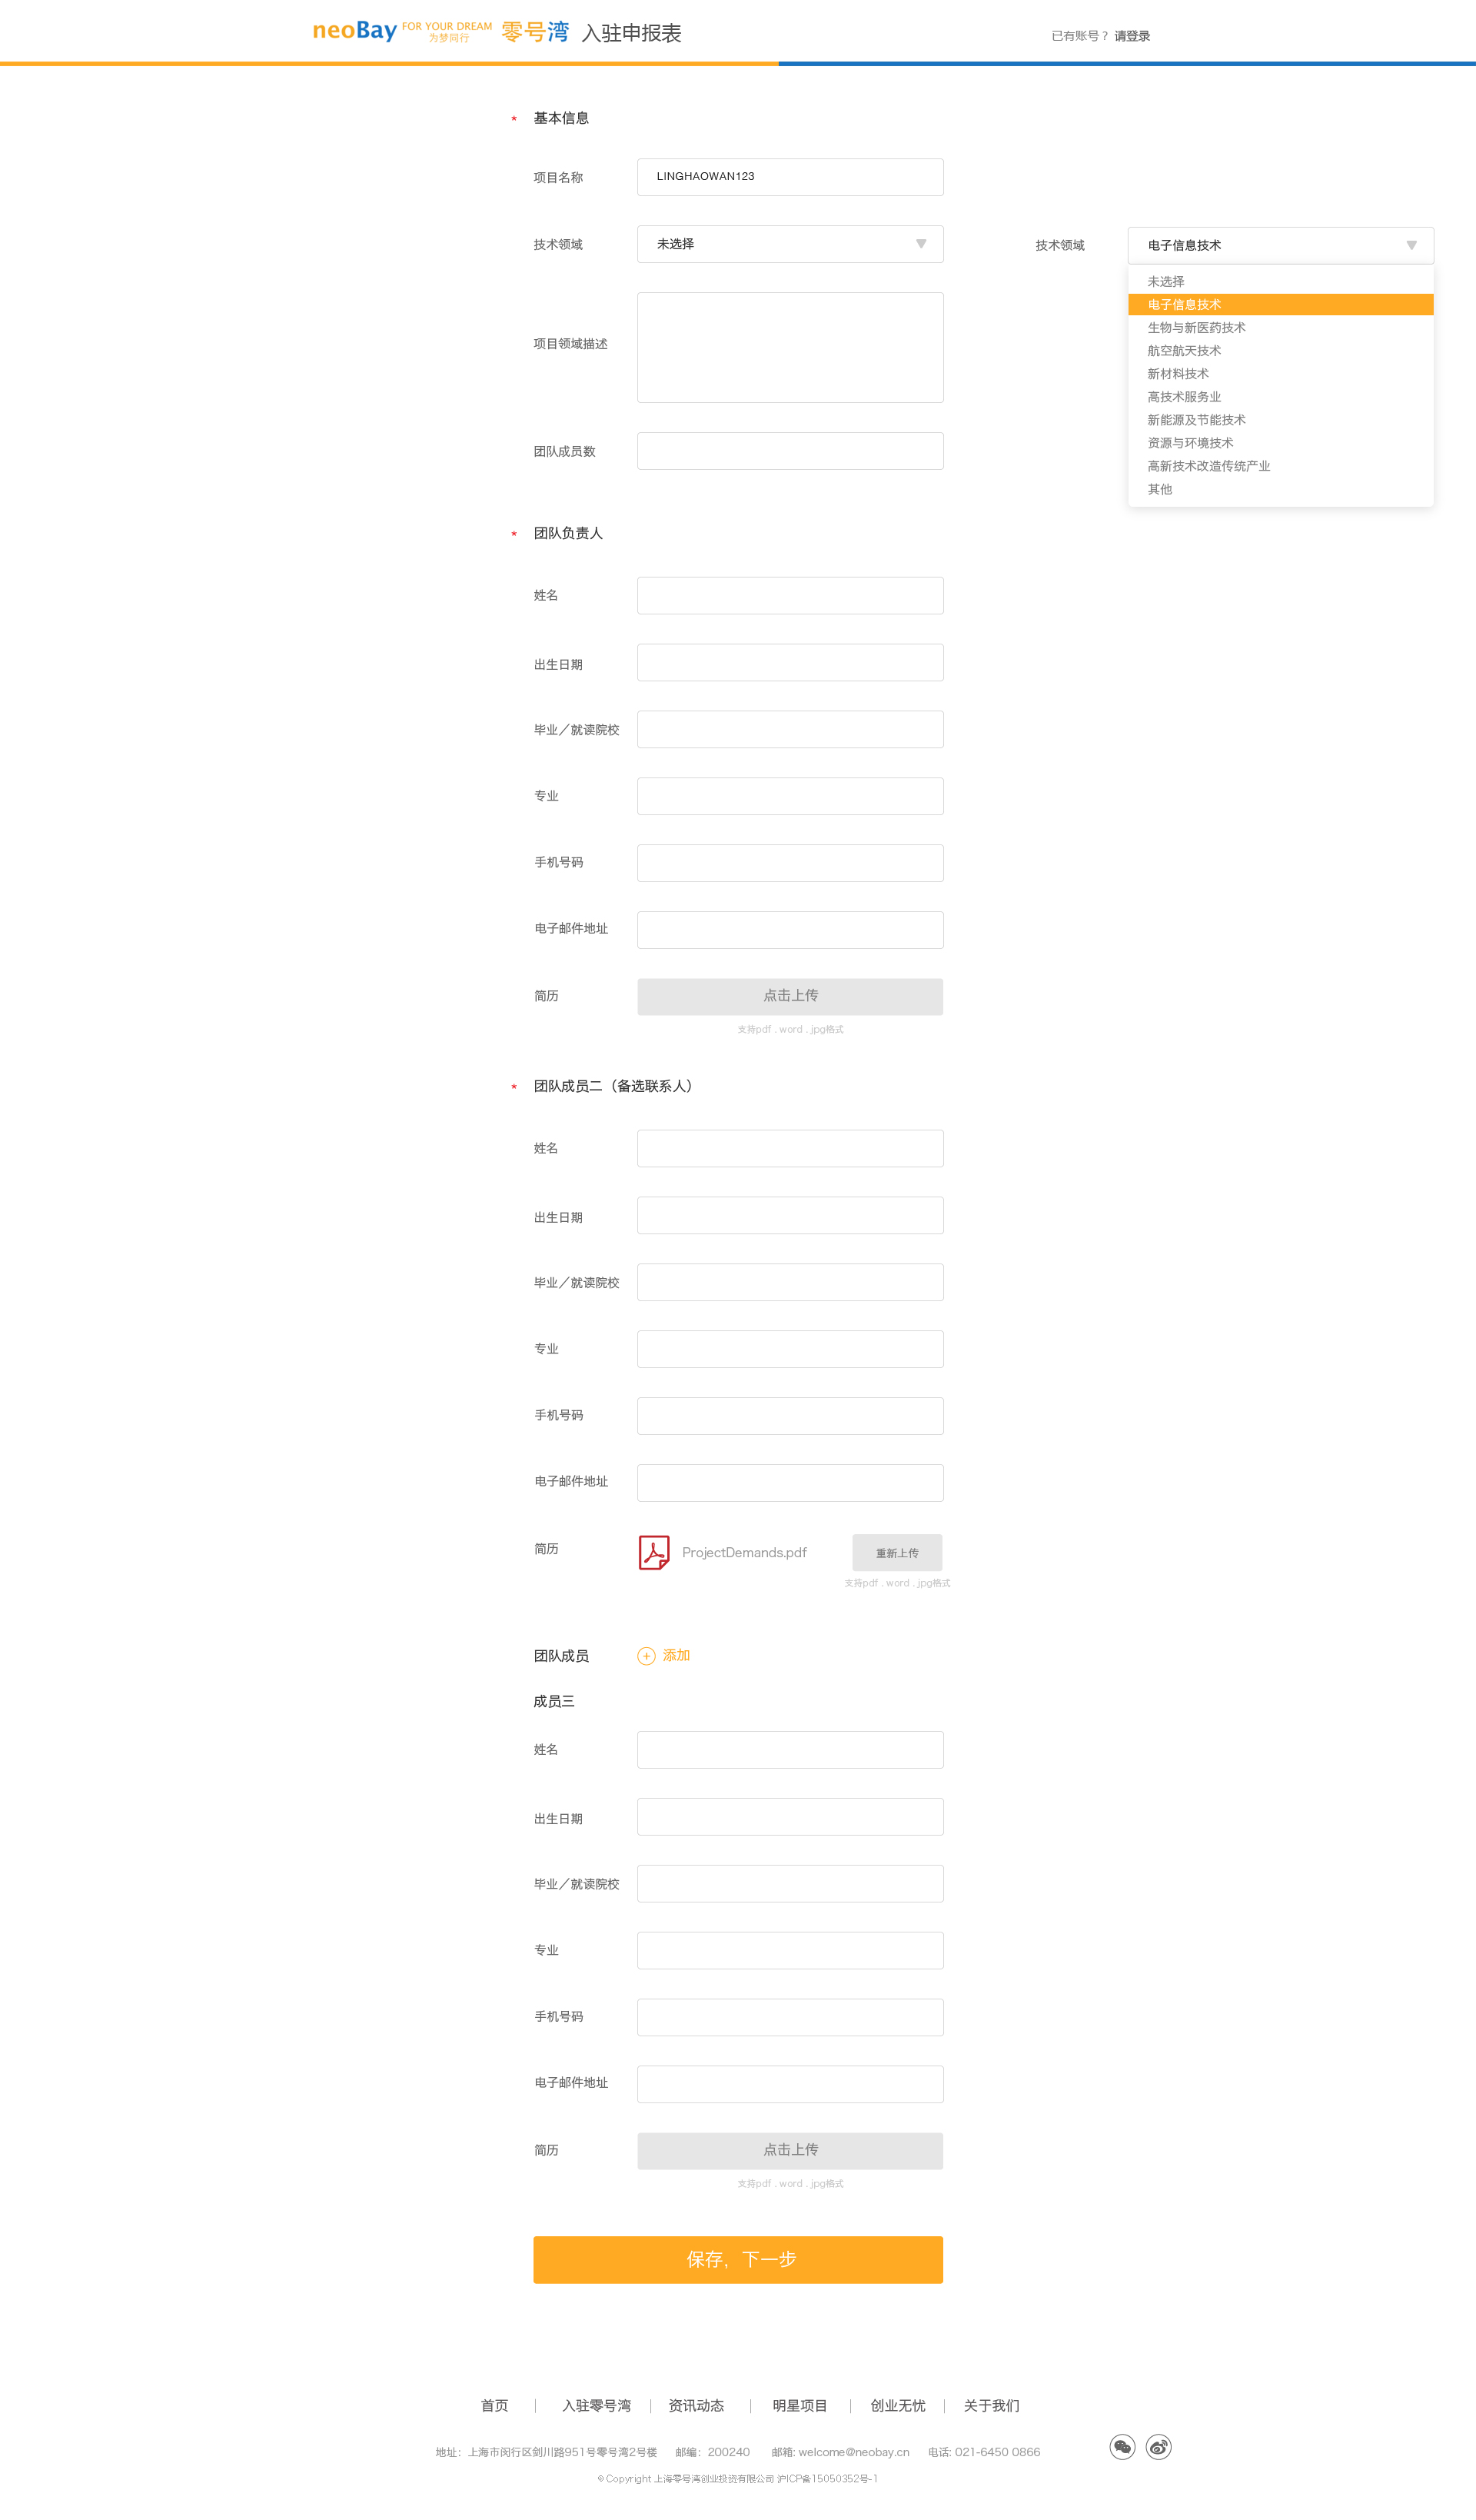 neoBay FOR YOUR DREAM 为梦同行 零号湾 入驻申报表
已有账号？ 请登录
* 基本信息
项目名称 LINGHAOWAN123
技术领域 未选择
项目领域描述
团队成员数
技术领域 电子信息技术
未选择
电子信息技术
生物与新医药技术
航空航天技术
新材料技术
高技术服务业
新能源及节能技术
资源与环境技术
高新技术改造传统产业
其他
* 团队负责人
姓名
出生日期
毕业／就读院校
专业
手机号码
电子邮件地址
简历 点击上传
支持pdf . word . jpg格式
* 团队成员二（备选联系人）
姓名
出生日期
毕业／就读院校
专业
手机号码
电子邮件地址
简历 ProjectDemands.pdf 重新上传
支持pdf . word . jpg格式
团队成员 + 添加
成员三
姓名
出生日期
毕业／就读院校
专业
手机号码
电子邮件地址
简历 点击上传
支持pdf . word . jpg格式
保存，下一步
首页 | 入驻零号湾 | 资讯动态 | 明星项目 | 创业无忧 | 关于我们
地址：上海市闵行区剑川路951号零号湾2号楼 邮编：200240 邮箱: welcome@neobay.cn 电话: 021-6450 0866
© Copyright 上海零号湾创业投资有限公司 沪ICP备15050352号-1